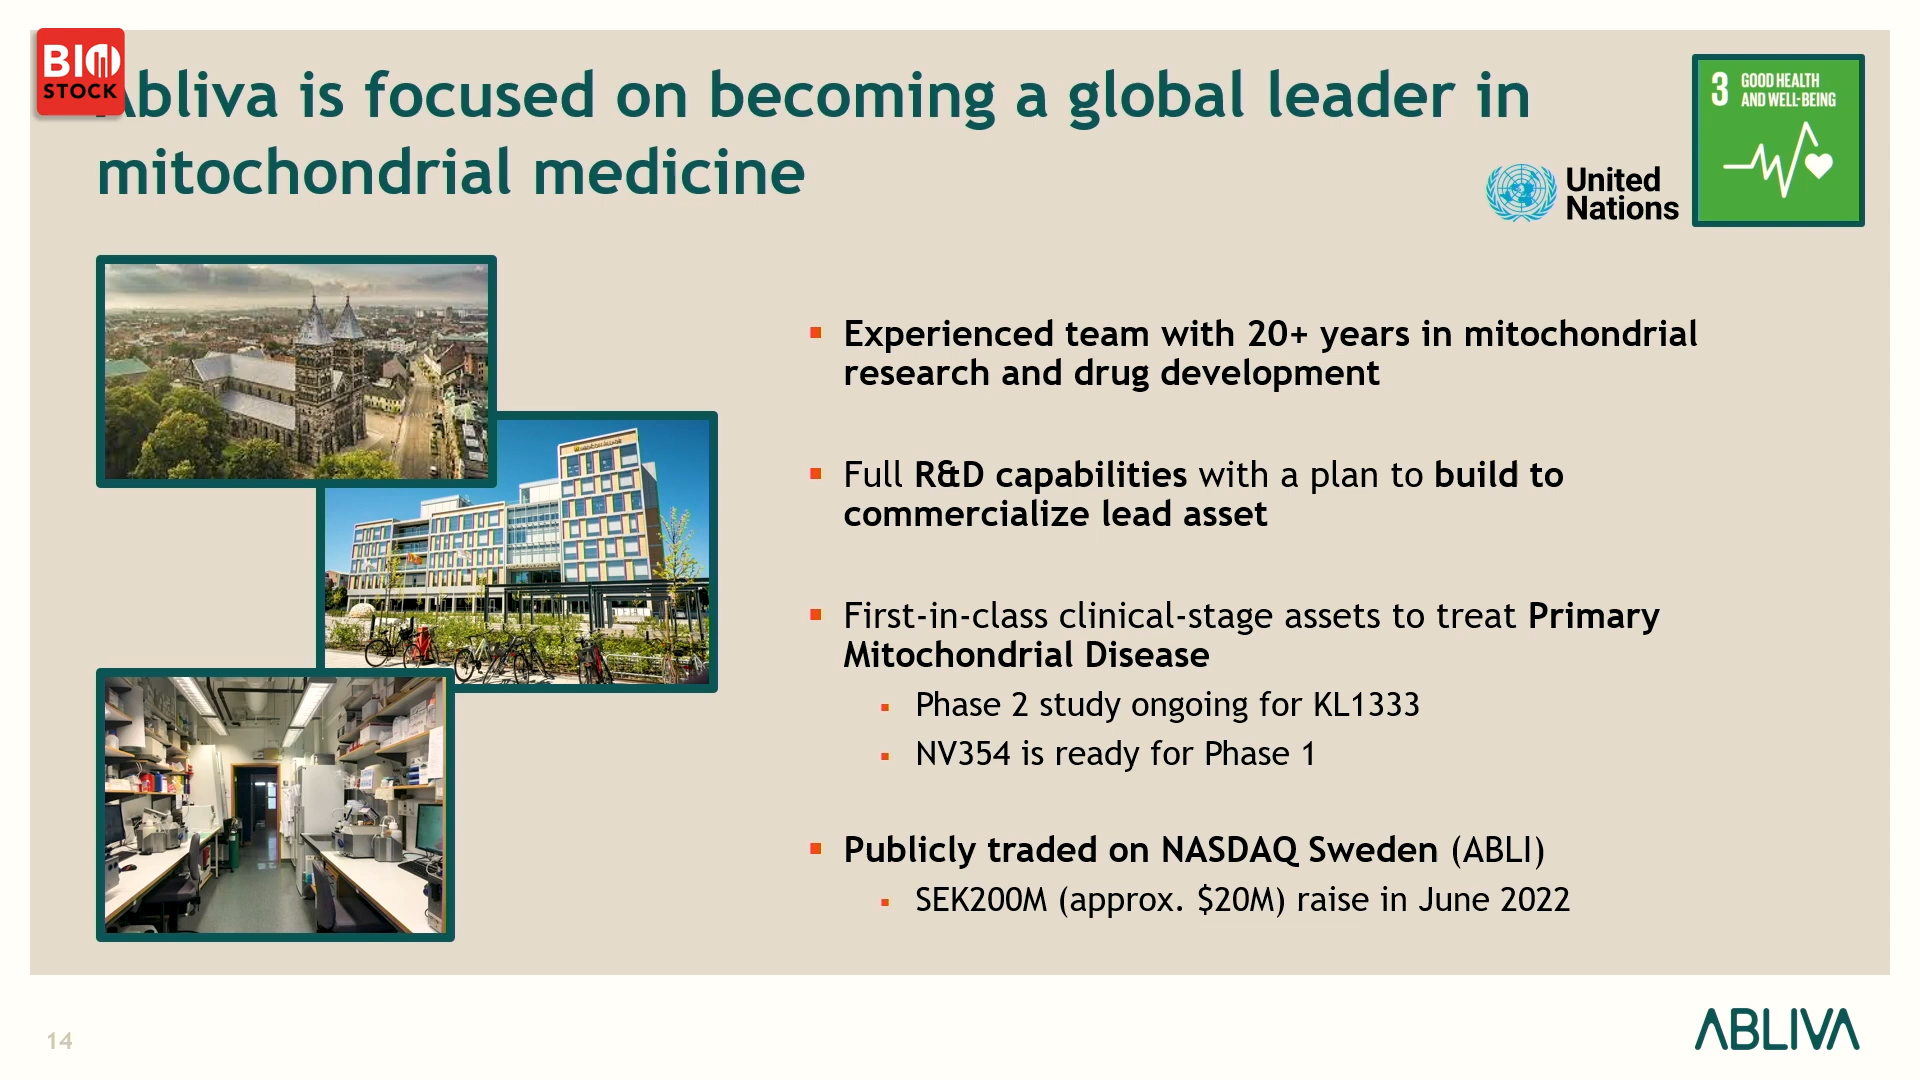 BIO
STOCK
Abliva is focused on becoming a global leader in
mitochondrial medicine
3 GOOD HEALTH
AND WELL-BEING
United
Nations
Experienced team with 20+ years in mitochondrial
research and drug development
Full R&D capabilities with a plan to build to
commercialize lead asset
First-in-class clinical-stage assets to treat Primary
Mitochondrial Disease
Phase 2 study ongoing for KL1333
NV354 is ready for Phase 1
Publicly traded on NASDAQ Sweden (ABLI)
SEK200M (approx. $20M) raise in June 2022
14
ABLIVA